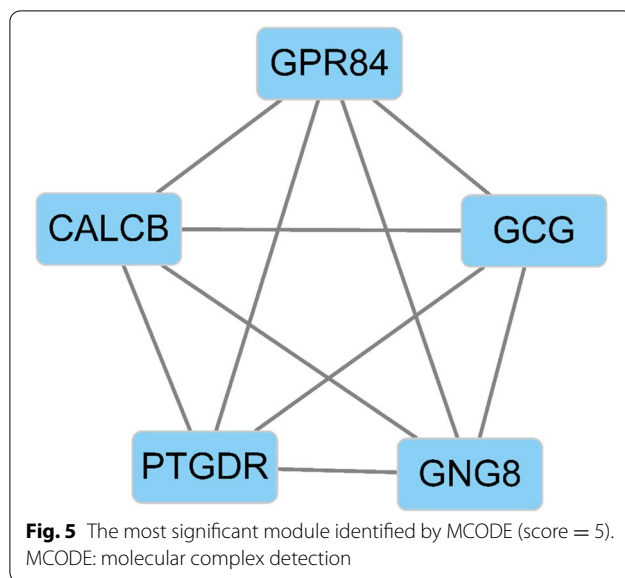 GPR84
CALCB
GCG
PTGDR
GNG8
Fig. 5 The most significant module identified by MCODE (score = 5).
MCODE: molecular complex detection